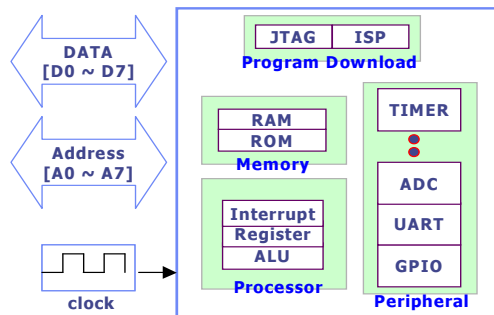 DATA
[D0 ~ D7]
Address
[A0 ~ A7]
clock
JTAG ISP
Program Download
RAM
ROM
Memory
Interrupt
Register
ALU
Processor
TIMER
ADC
UART
GPIO
Peripheral